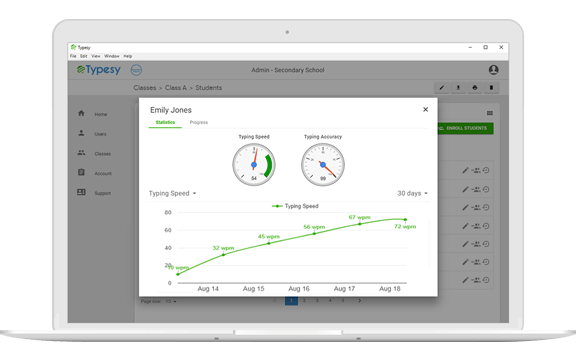 Typesy
File Edit View Window Help
Typesy
Admin - Secondary School
Classes > Class A > Students
Home
Users
Classes
Account
Support
ENROLL STUDENTS
Emily Jones
Statistics Progress
Typing Speed Typing Accuracy
54 99
Typing Speed 30 days
Typing Speed
80
60
40
20
0
10 wpm
32 wpm
45 wpm
56 wpm
67 wpm
72 wpm
Aug 14 Aug 15 Aug 16 Aug 17 Aug 18
Page size: 10
1 2 3 4 5